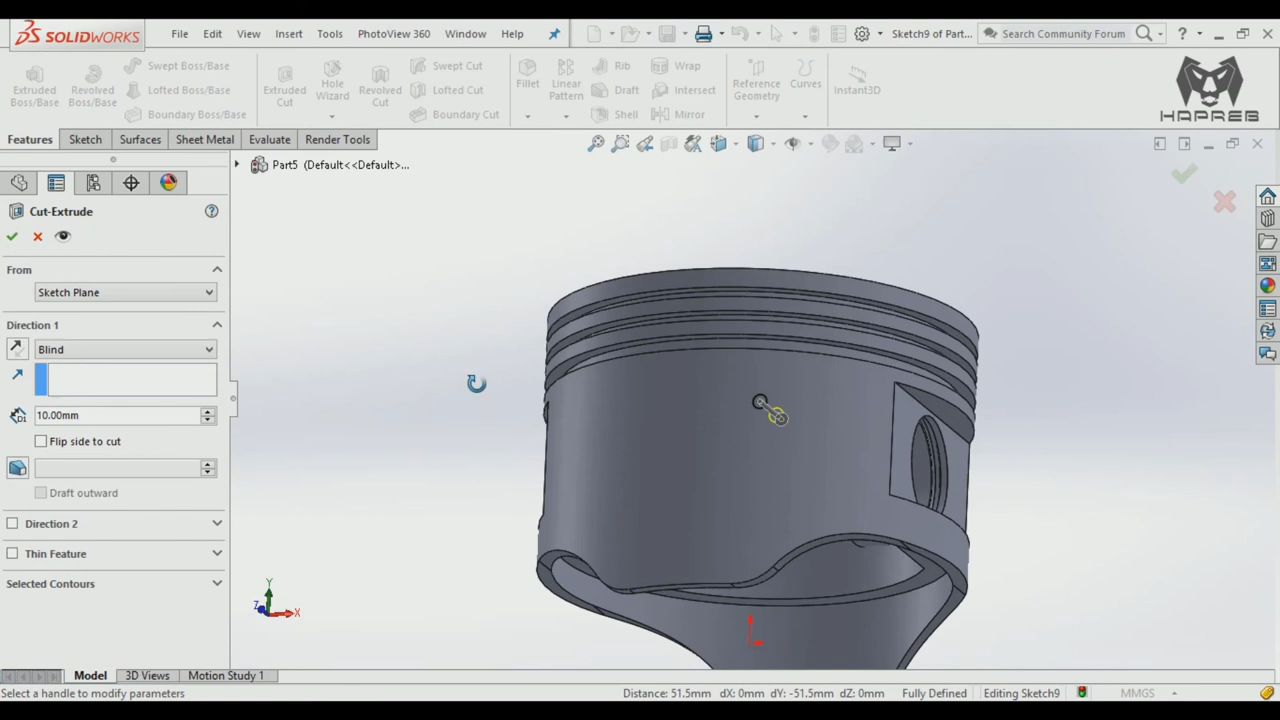 SOLIDWORKS File Edit View Insert Tools PhotoView 360 Window Help Sketch9 of Part... Search Community Forum ?
Extruded Boss/Base
Revolved Boss/Base
Swept Boss/Base
Lofted Boss/Base
Boundary Boss/Base
Extruded Cut
Hole Wizard
Revolved Cut
Swept Cut
Lofted Cut
Boundary Cut
Fillet
Linear Pattern
Rib
Draft
Shell
Wrap
Intersect
Mirror
Reference Geometry
Curves
Instant3D
HAPREB
Features Sketch Surfaces Sheet Metal Evaluate Render Tools
Part5 (Default<<Default>...
Cut-Extrude
From
Sketch Plane
Direction 1
Blind
10.00mm
Flip side to cut
Draft outward
Direction 2
Thin Feature
Selected Contours
Y
Z
X
Model 3D Views Motion Study 1
Select a handle to modify parameters Distance: 51.5mm dX: 0mm dY: -51.5mm dZ: 0mm Fully Defined Editing Sketch9 MMGS